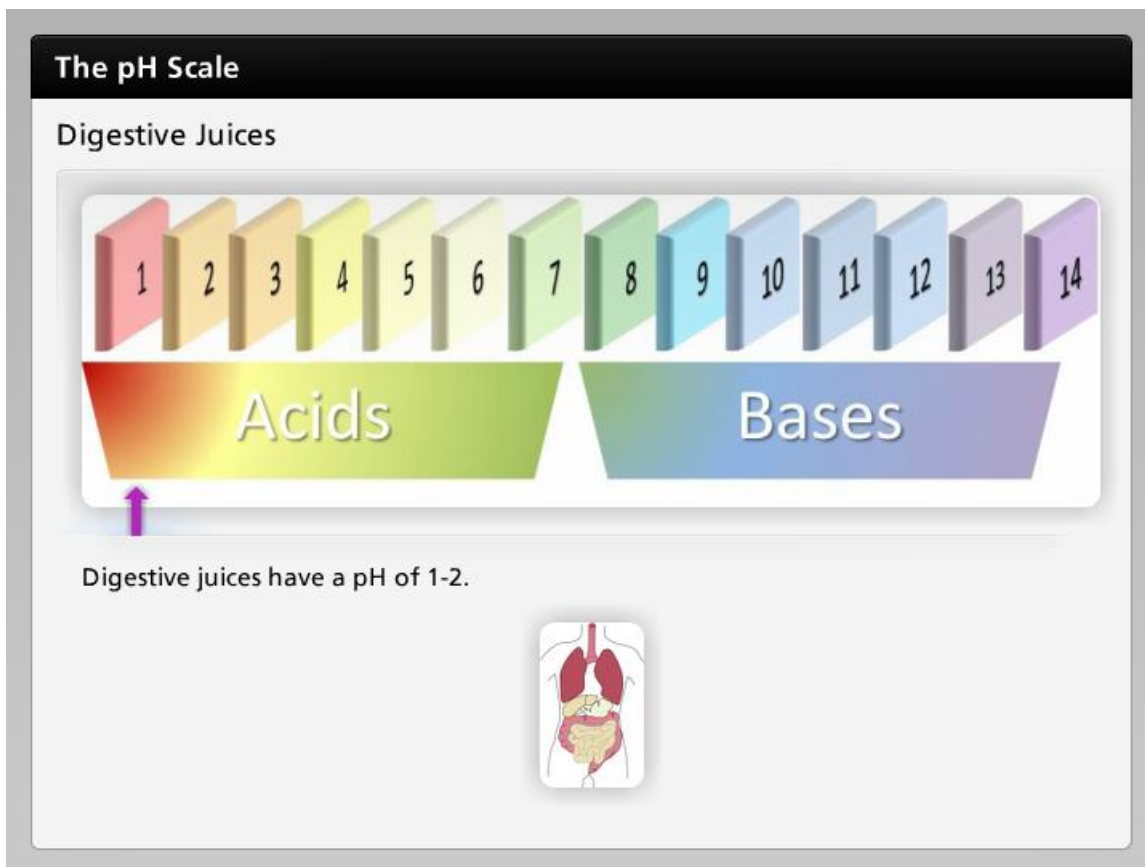 The pH Scale
Digestive Juices
1 2 3 4 5 6 7 8 9 10 11 12 13 14
Acids Bases
Digestive juices have a pH of 1-2.